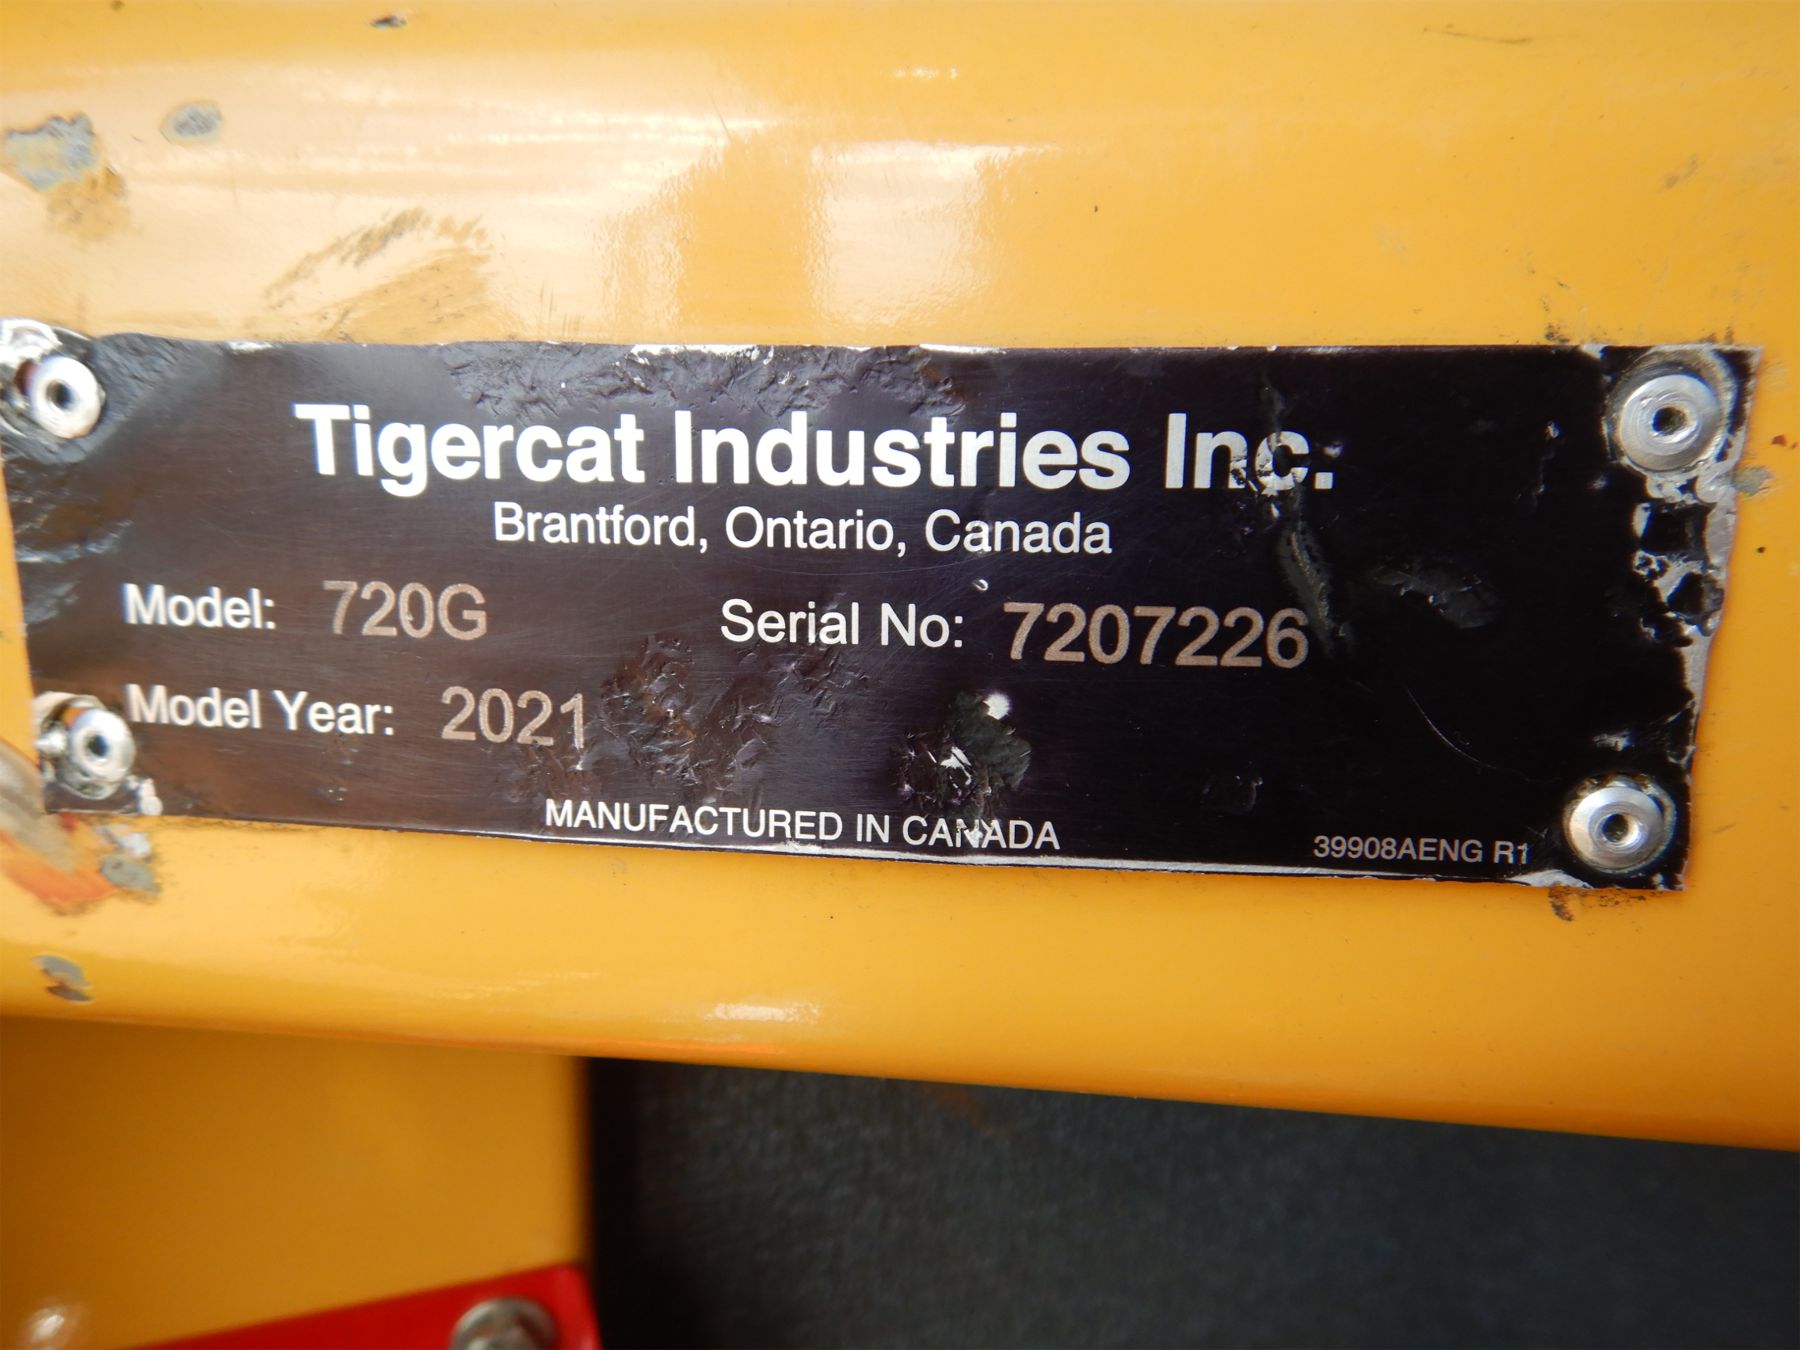 Tigercat Industries Inc.
Brantford, Ontario, Canada
Model: 720G Serial No: 7207226
Model Year: 2021
MANUFACTURED IN CANADA
39908AENG R1